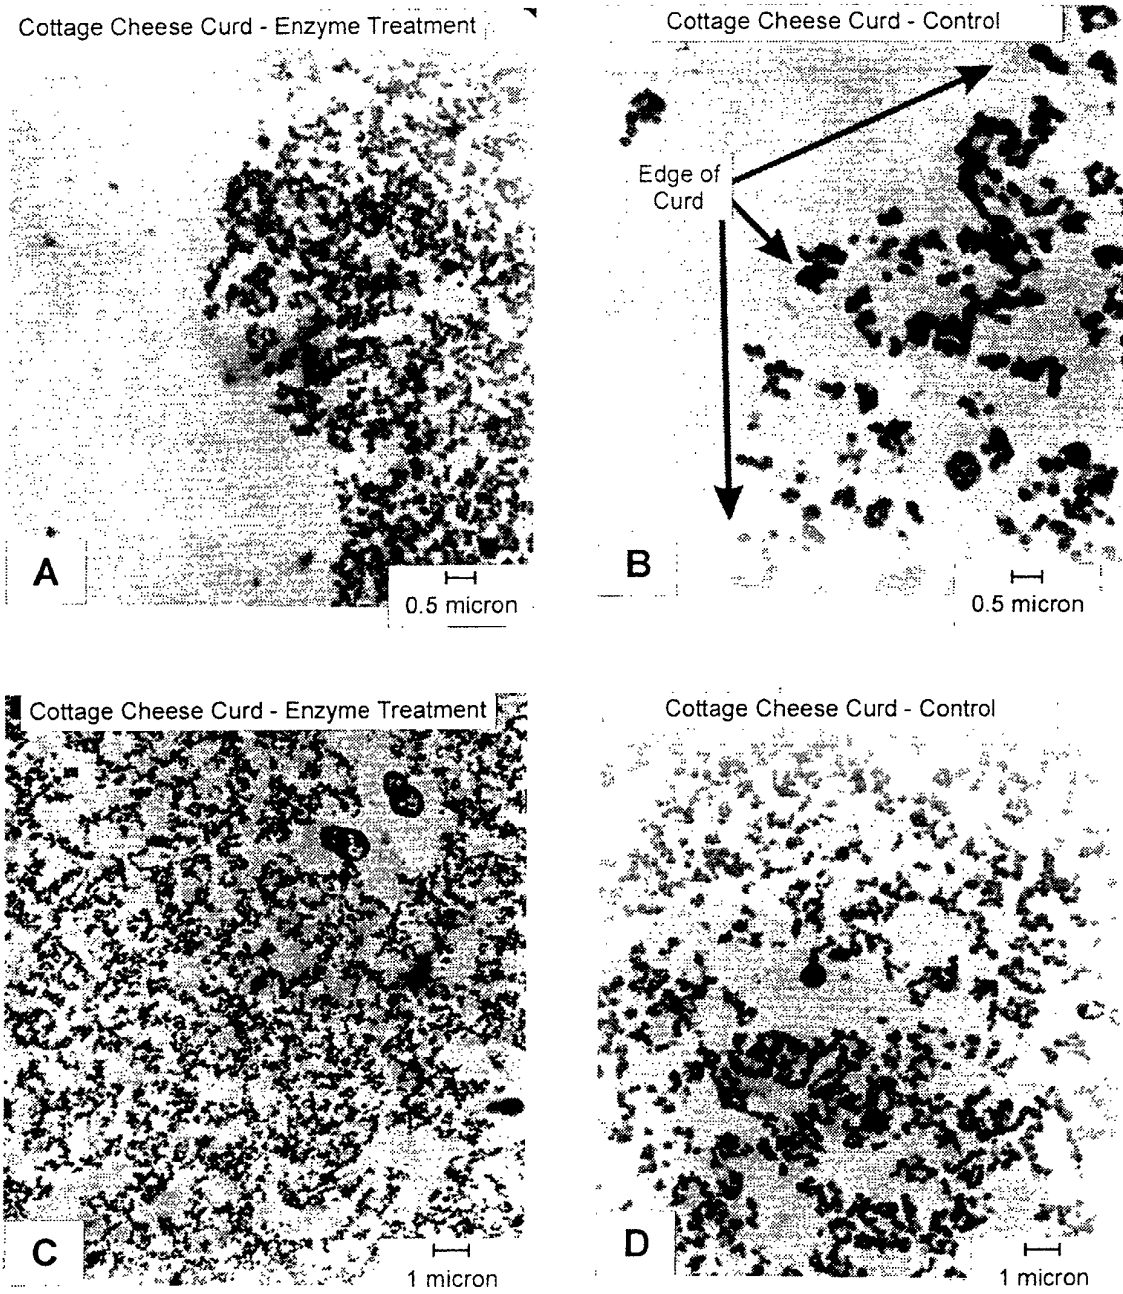 Cottage Cheese Curd - Enzyme Treatment
Cottage Cheese Curd - Control
Edge of
Curd
A
0.5 micron
B
0.5 micron
Cottage Cheese Curd - Enzyme Treatment
Cottage Cheese Curd - Control
C
1 micron
D
1 micron